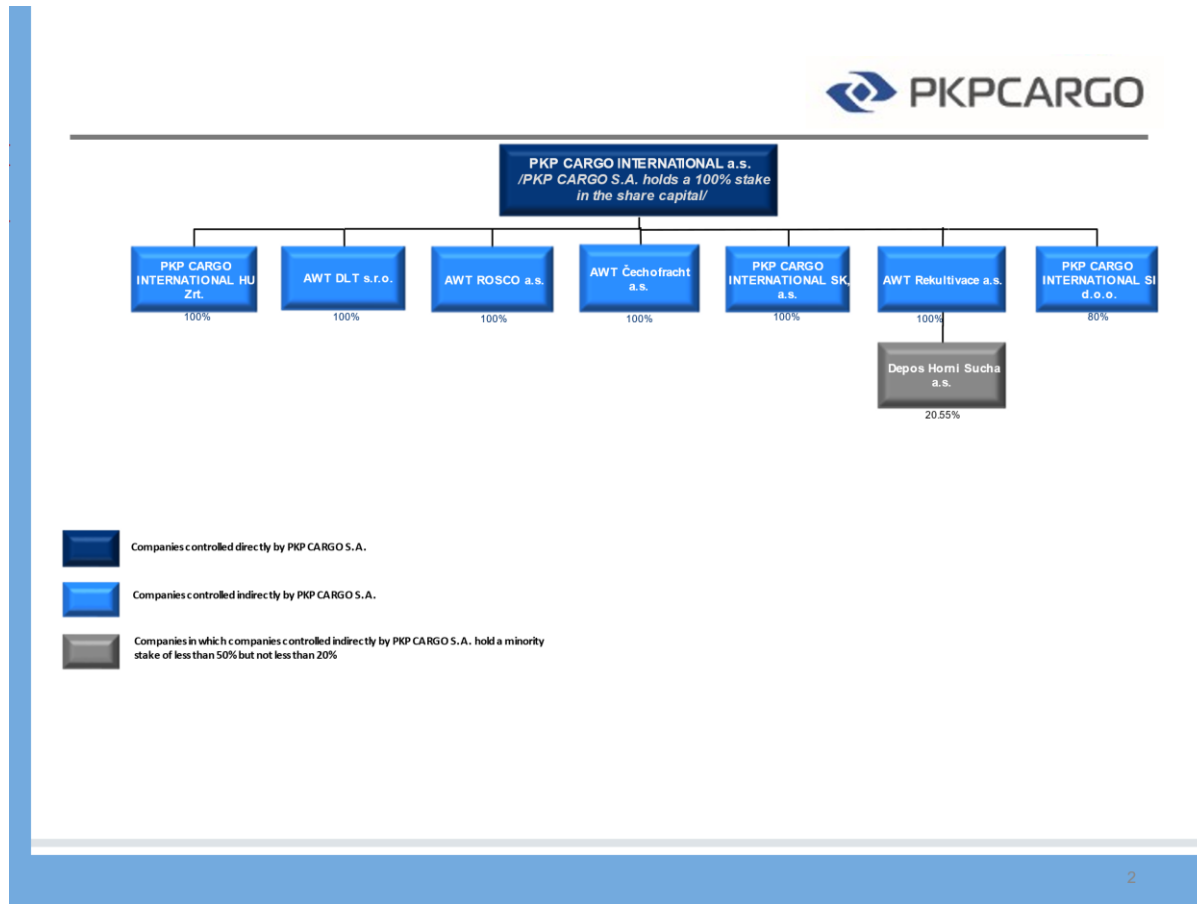 PKPCARGO
PKP CARGO INTERNATIONAL a.s.
/PKP CARGO S.A. holds a 100% stake
in the share capital/
PKP CARGO
INTERNATIONAL HU
Zrt.
100%
AWT DLT s.r.o.
100%
AWT ROSCO a.s.
100%
AWT Čechofracht
a.s.
100%
PKP CARGO
INTERNATIONAL SK,
a.s.
100%
AWT Rekultivace a.s.
100%
PKP CARGO
INTERNATIONAL SI
d.o.o.
80%
Depos Horni Sucha
a.s.
20.55%
Companies controlled directly by PKP CARGO S.A.
Companies controlled indirectly by PKP CARGO S.A.
Companies in which companies controlled indirectly by PKP CARGO S.A. hold a minority
stake of less than 50% but not less than 20%
2